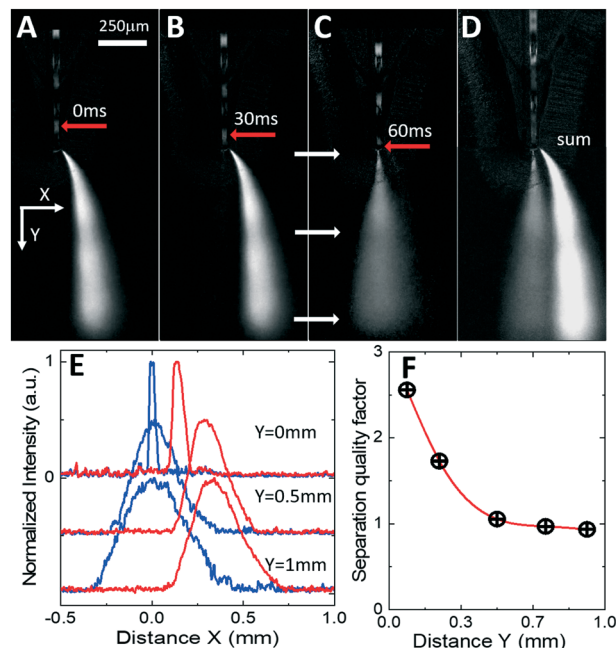 A
250μm
B
C
D
0ms
30ms
60ms
sum
X
Y
E
Normalized Intensity (a.u.)
1
0
Y=0mm
Y=0.5mm
Y=1mm
-0.5
0.0
0.5
1.0
Distance X (mm)
F
Separation quality factor
3
2
1
0
0.0
0.3
0.7
1.0
Distance Y (mm)